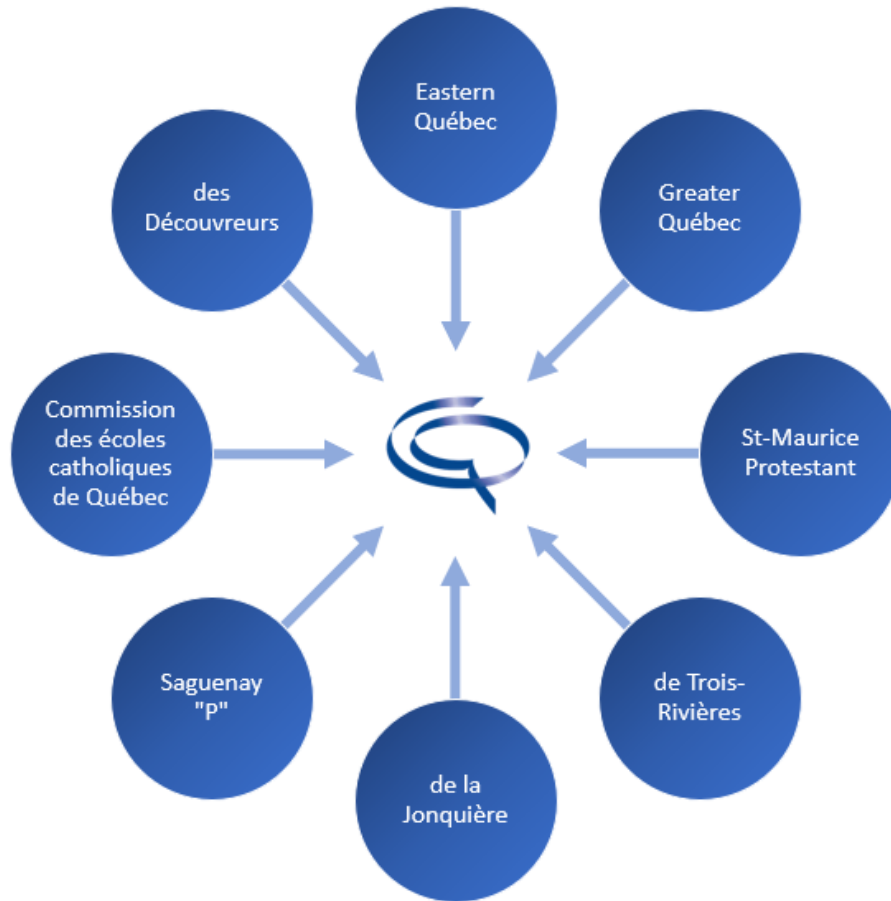 Eastern
Québec
des
Découvreurs
Greater
Québec
Commission
des écoles
catholiques
de Québec
St-Maurice
Protestant
Saguenay
"P"
de Trois-
Rivières
de la
Jonquière